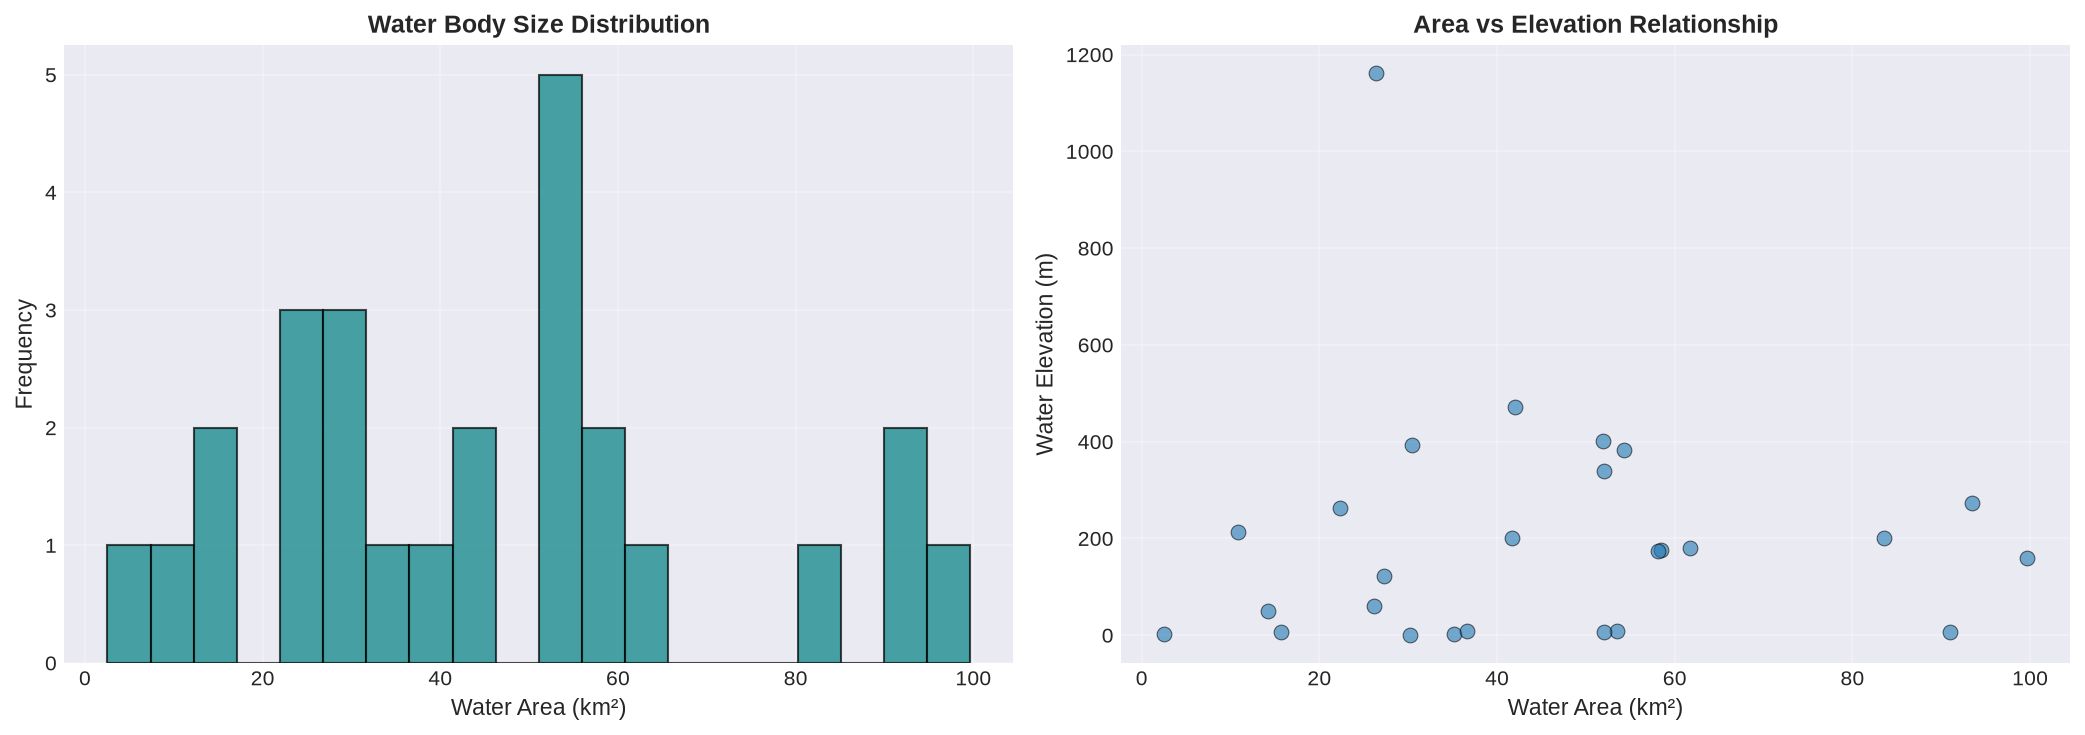 Water Body Size Distribution
5
4
3
2
1
0
Frequency
0 20 40 60 80 100
Water Area (km²)
Area vs Elevation Relationship
1200
1000
800
600
400
200
0
Water Elevation (m)
0 20 40 60 80 100
Water Area (km²)